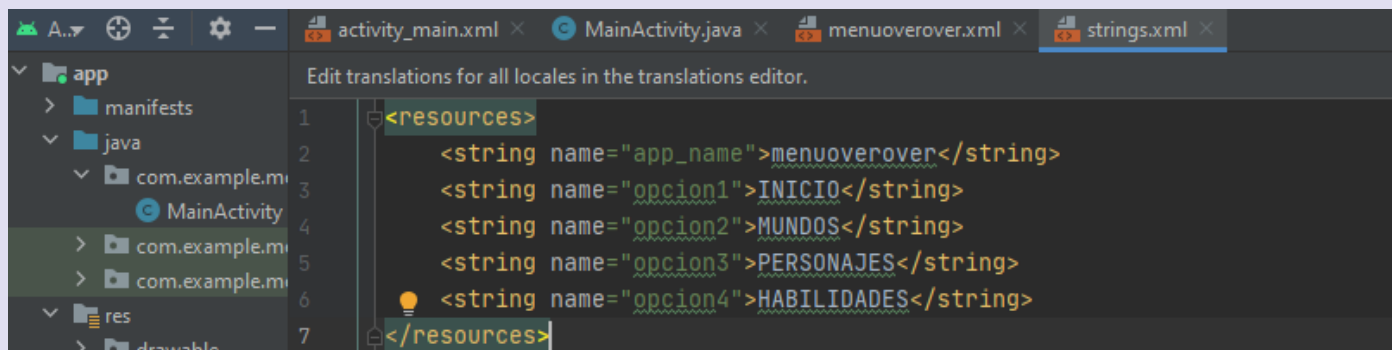 A..
activity_main.xml
MainActivity.java
menuoverover.xml
strings.xml
app
manifests
java
com.example.m
MainActivity
com.example.m
com.example.m
res
drawable
Edit translations for all locales in the translations editor.
1 <resources>
2 <string name="app_name">menuoverover</string>
3 <string name="opcion1">INICIO</string>
4 <string name="opcion2">MUNDOS</string>
5 <string name="opcion3">PERSONAJES</string>
6 <string name="opcion4">HABILIDADES</string>
7 </resources>